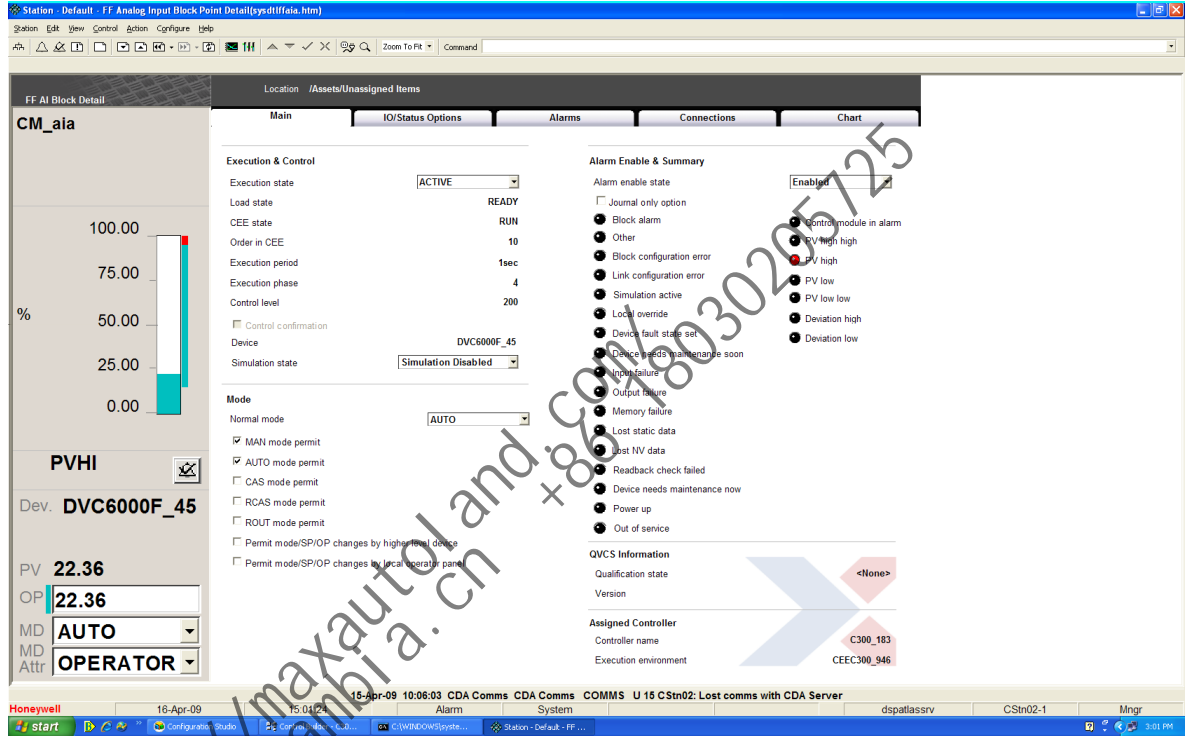 Station - Default - FF Analog Input Block Point Detail(sysdtlffaia.htm)
Station Edit View Control Action Configure Help
Zoom To Fit Command
FF AI Block Detail
Location /Assets/Unassigned Items
CM_aia
Main IO/Status Options Alarms Connections Chart
Execution & Control
Execution state ACTIVE
Load state READY
CEE state RUN
Order in CEE 10
Execution period 1sec
Execution phase 4
Control level 200
Control confirmation
Device DVC6000F_45
Simulation state Simulation Disabled
Mode
Normal mode AUTO
MAN mode permit
AUTO mode permit
CAS mode permit
RCAS mode permit
ROUT mode permit
Permit mode/SP/OP changes by higher level device
Permit mode/SP/OP changes by local operator panel
Alarm Enable & Summary
Alarm enable state Enabled
Journal only option
Block alarm
Other
Block configuration error
Link configuration error
Simulation active
Local override
Device fault state set
Device needs maintenance soon
Input failure
Output failure
Memory failure
Lost static data
Lost NV data
Readback check failed
Device needs maintenance now
Power up
Out of service
Control module in alarm
PV high high
PV high
PV low
PV low low
Deviation high
Deviation low
QVCS Information
Qualification state <None>
Version
Assigned Controller
Controller name C300_183
Execution environment CEEC300_946
100.00
75.00
%
50.00
25.00
0.00
PVHI
Dev. DVC6000F_45
PV 22.36
OP 22.36
MD AUTO
MD Attr OPERATOR
15-Apr-09 10:06:03 CDA Comms CDA Comms COMMS U 15 CStn02: Lost comms with CDA Server
Honeywell 16-Apr-09 15:01:24 Alarm System dspatlassrv CStn02-1 Mngr
start Configuration Studio C:\WINDOWS\syste... Station - Default - FF ... 3:01 PM
/maxautoland.com/
+86 18030205725
ambia.cn